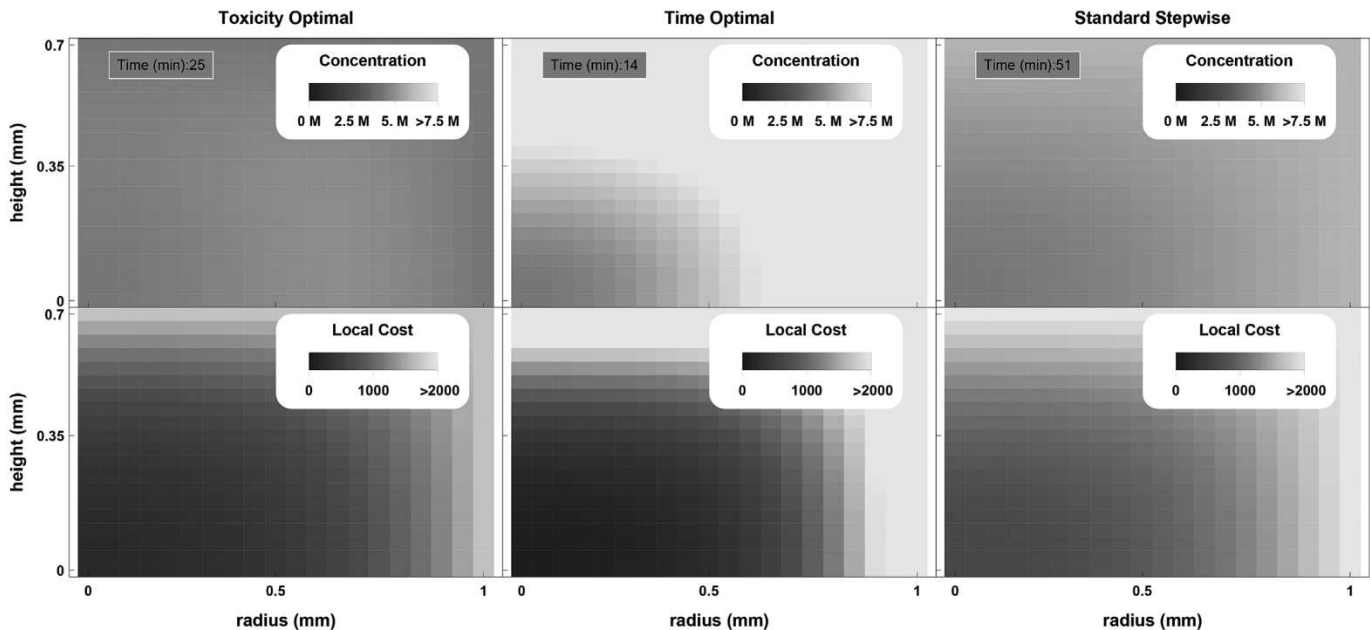 Toxicity Optimal
Time Optimal
Standard Stepwise
0.7
0.35
0
height (mm)
Time (min):25
Concentration
0 M 2.5 M 5. M >7.5 M
Time (min):14
Concentration
0 M 2.5 M 5. M >7.5 M
Time (min):51
Concentration
0 M 2.5 M 5. M >7.5 M
0.7
0.35
0
height (mm)
Local Cost
0 1000 >2000
Local Cost
0 1000 >2000
Local Cost
0 1000 >2000
0 0.5 1
0.5 1
0.5 1
radius (mm)
radius (mm)
radius (mm)